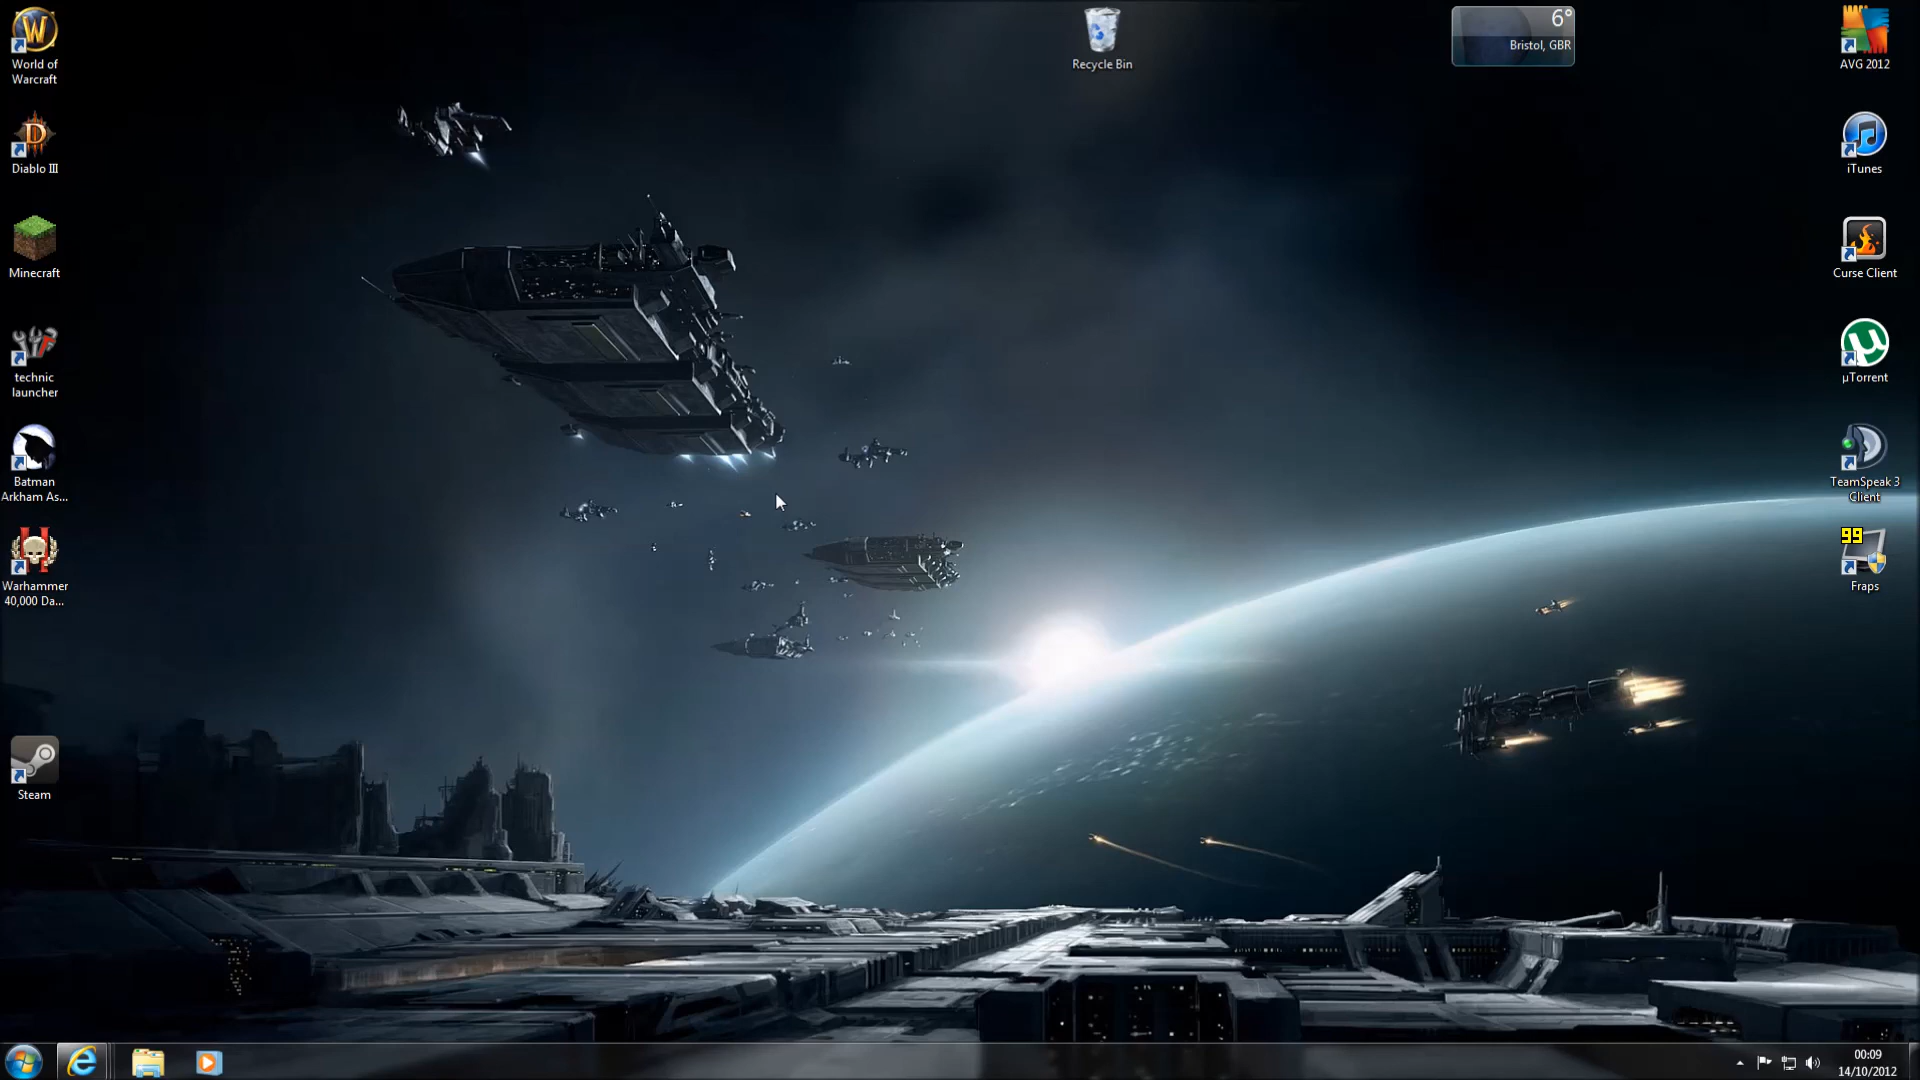 World of
Warcraft
Diablo III
Minecraft
technic
launcher
Batman
Arkham As...
Warhammer
40,000 Da...
Steam
Recycle Bin
6°
Bristol, GBR
AVG 2012
iTunes
Curse Client
µTorrent
TeamSpeak 3
Client
99
Fraps
00:09
14/10/2012